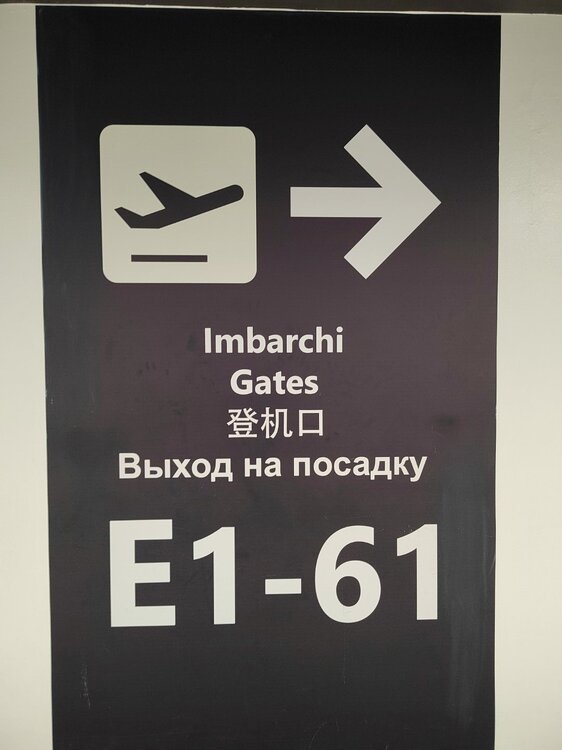 Imbarchi
Gates
登机口
Выход на посадку
E1-61